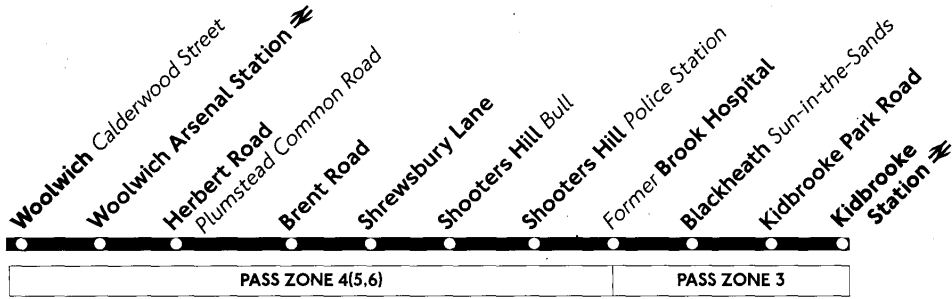 Woolwich Calderwood Street
Woolwich Arsenal Station
Herbert Road
Plumstead Common Road
Brent Road
Shrewsbury Lane
Shooters Hill Bull
Shooters Hill Police Station
Former Brook Hospital
Blackheath Sun-in-the-Sands
Kidbrooke Park Road
Kidbrooke
Station
PASS ZONE 4(5,6)
PASS ZONE 3